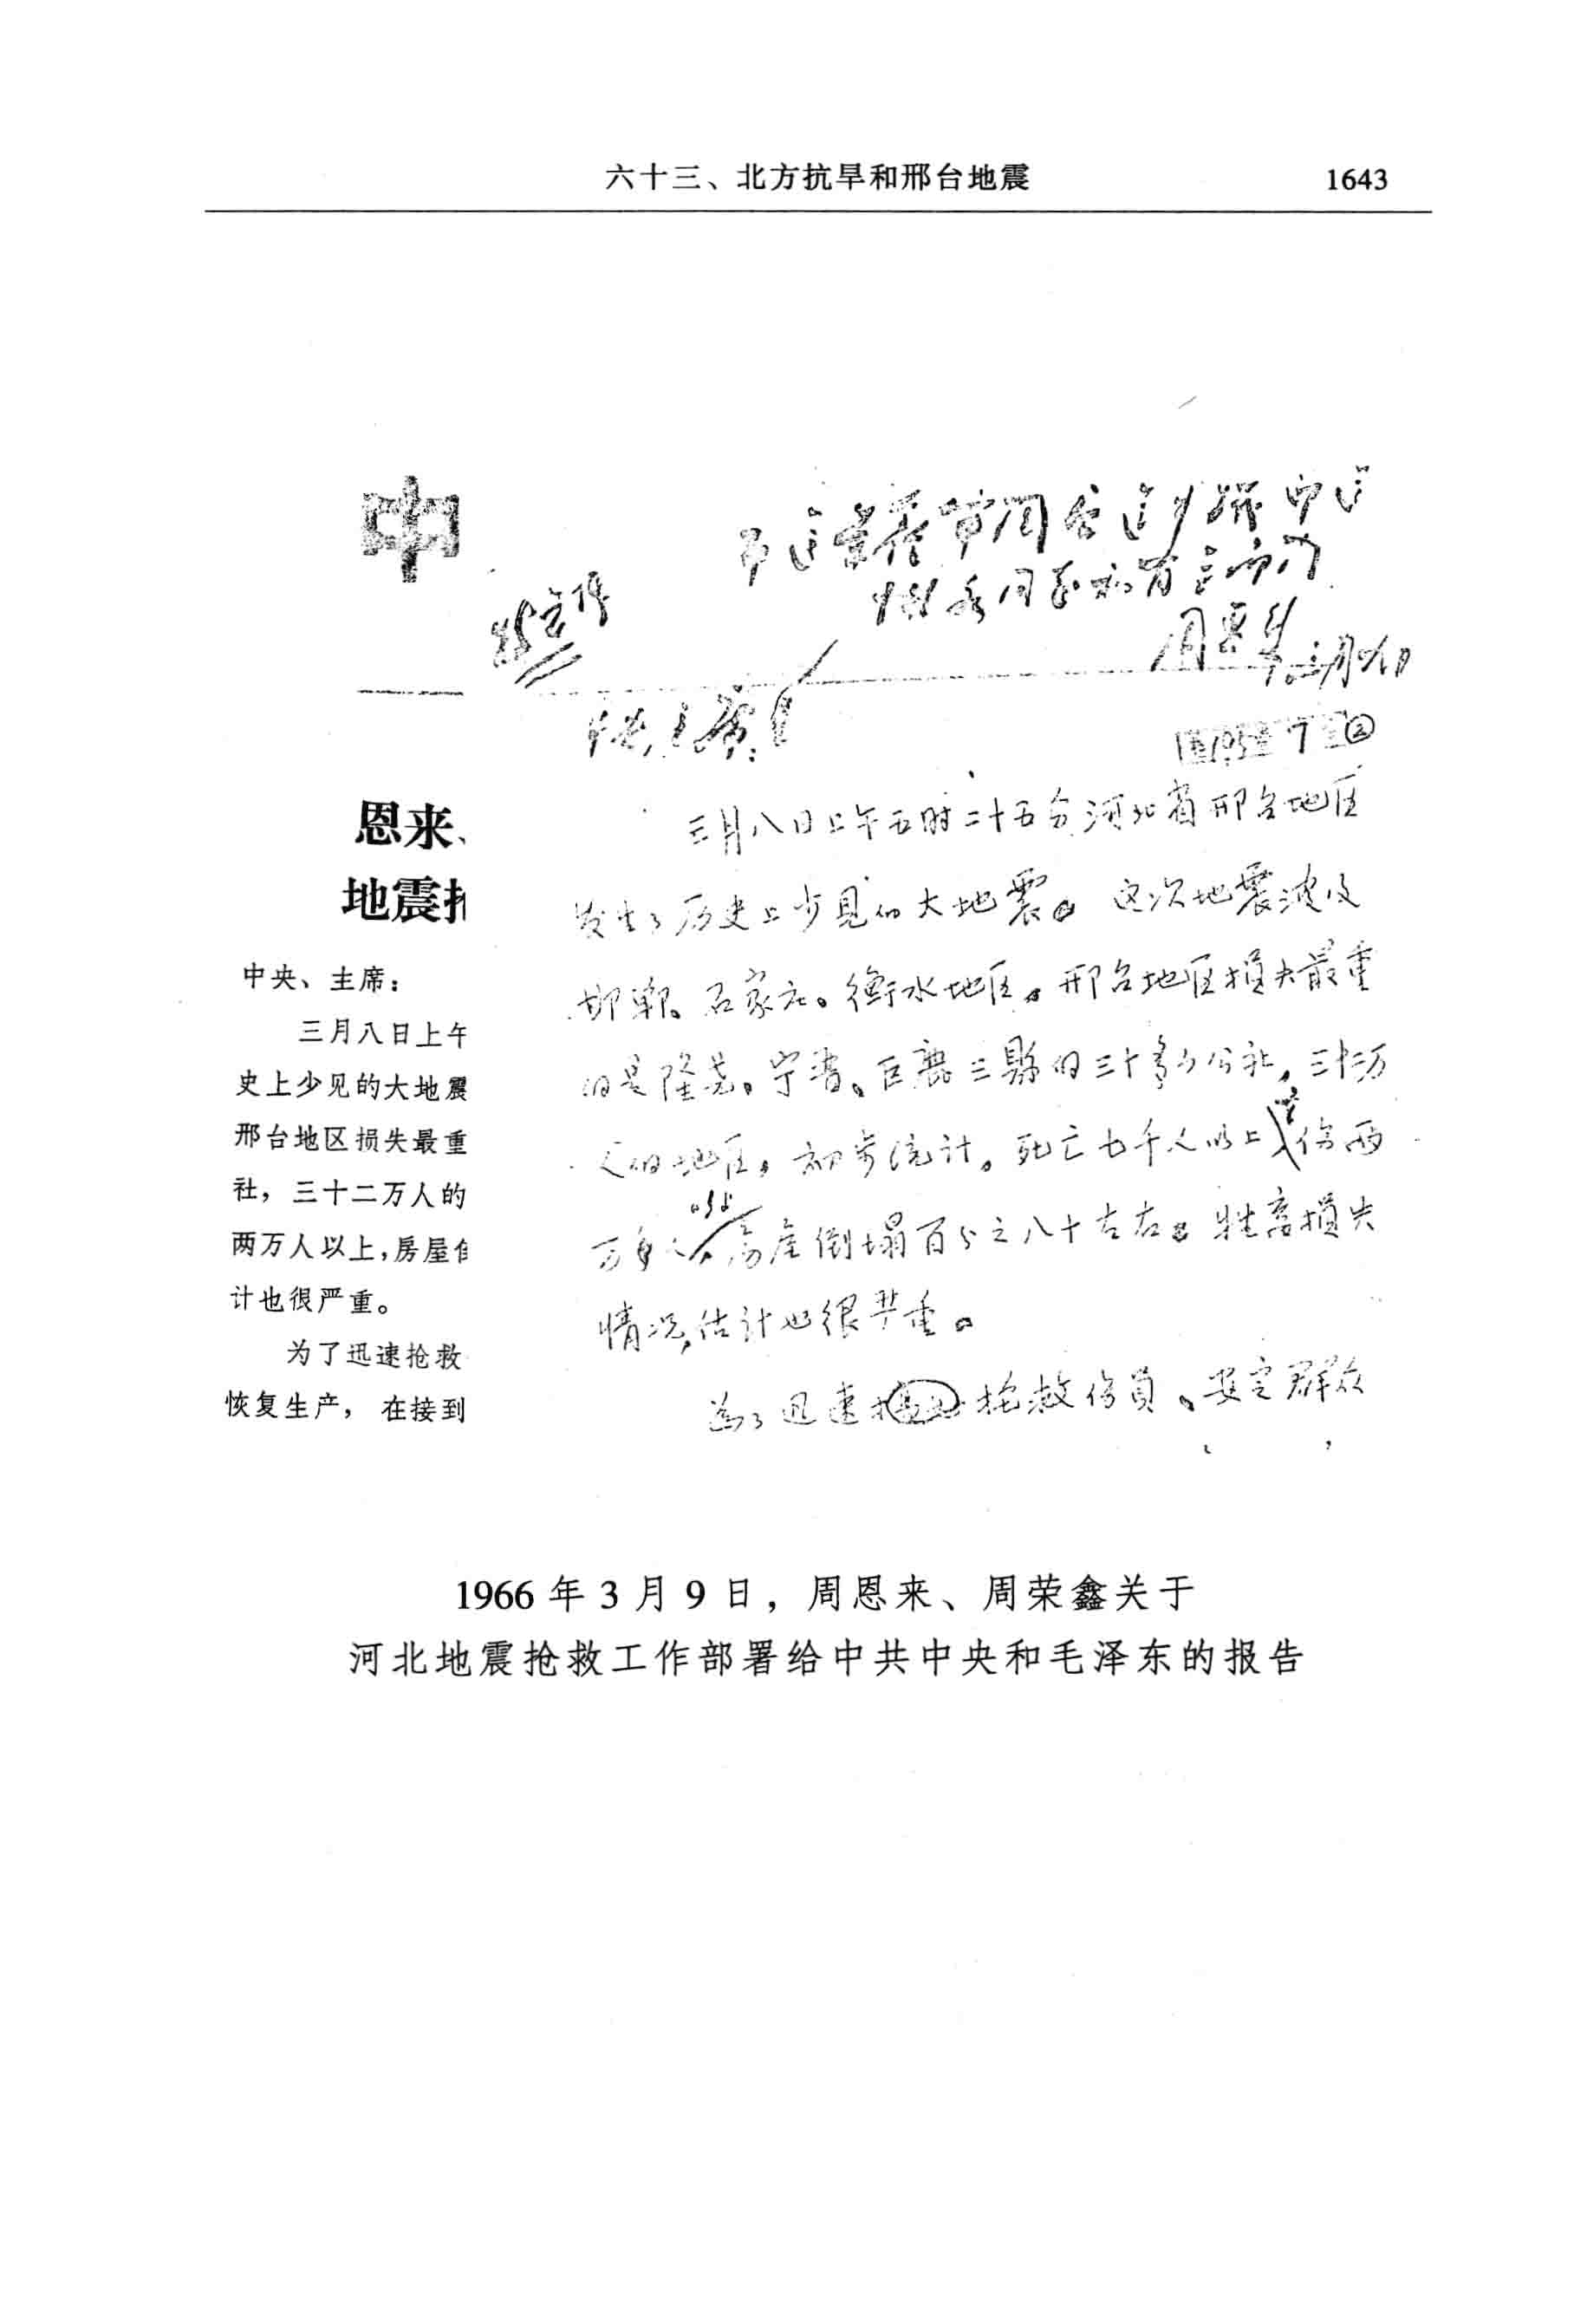 六十三、北方抗旱和邢台地震 1643
中
周恩来
三月九日
中央、主席：
三月八日上午五时二十五分河北省邢台地区
发生了历史上少见的大地震。这次地震波及
邯郸、石家庄。衡水地区。邢台地区损失最重
的是隆尧。宁晋、巨鹿三县的三十多个公社，三十二万
人的地区，初步统计。死亡七千人以上 伤两
万多人 以上 房屋倒塌百分之八十左右。牲畜损失
情况，估计也很严重。
为了迅速抢救伤员、安定群众
恩来、
地震
中央、主席：
三月八日上午
史上少见的大地震
邢台地区损失最重
社，三十二万人的
两万人以上，房屋
计也很严重。
为了迅速抢救
恢复生产，在接到
1966 年 3 月 9 日，周恩来、周荣鑫关于
河北地震抢救工作部署给中共中央和毛泽东的报告